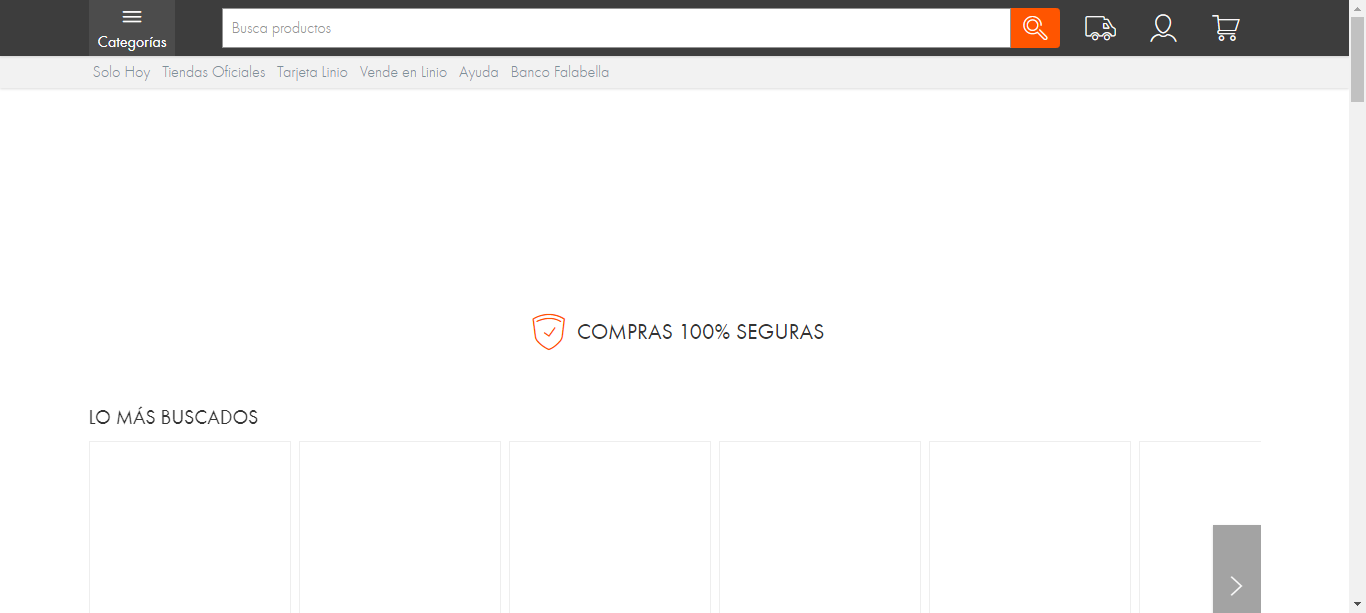 Categorías
Busca productos
Solo Hoy Tiendas Oficiales Tarjeta Linio Vende en Linio Ayuda Banco Falabella
COMPRAS 100% SEGURAS
LO MÁS BUSCADOS